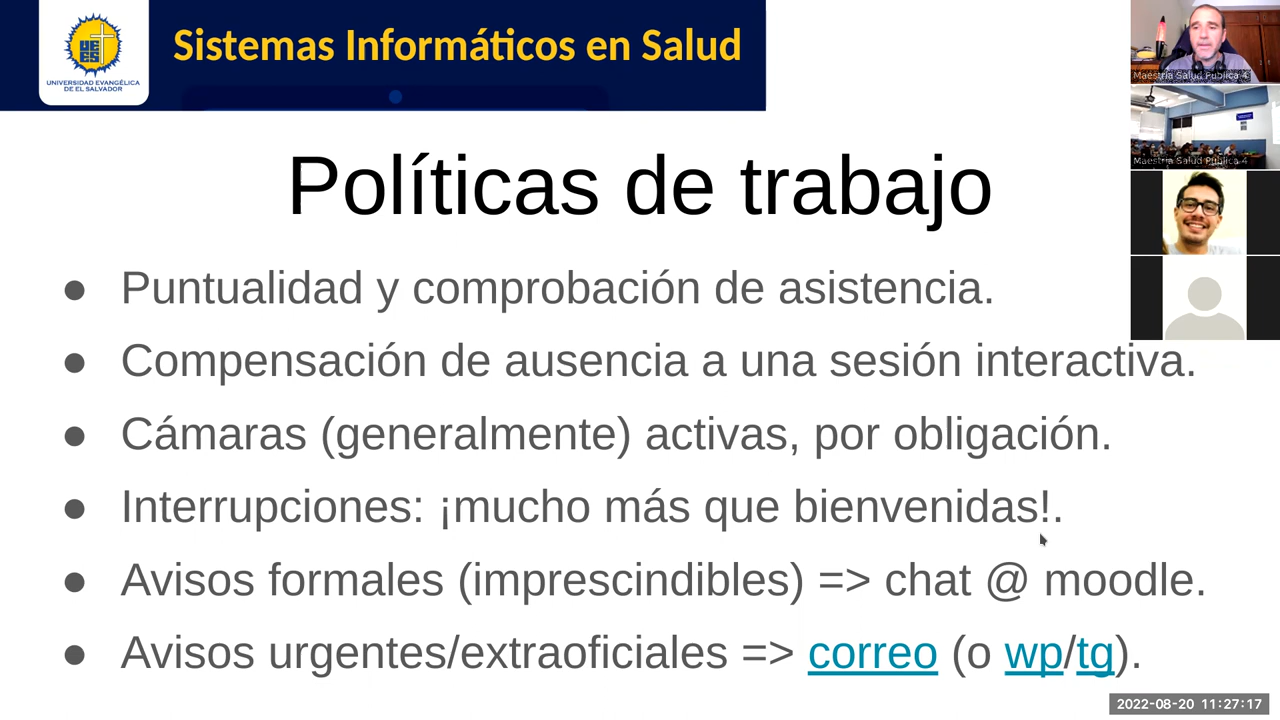 UNIVERSIDAD EVANGÉLICA
DE EL SALVADOR
Sistemas Informáticos en Salud
Maestría Salud Pública 4
Maestría Salud Pública 4
Políticas de trabajo
● Puntualidad y comprobación de asistencia.
● Compensación de ausencia a una sesión interactiva.
● Cámaras (generalmente) activas, por obligación.
● Interrupciones: ¡mucho más que bienvenidas!.
● Avisos formales (imprescindibles) => chat @ moodle.
● Avisos urgentes/extraoficiales => correo (o wp/tg).
2022-08-20 11:27:17